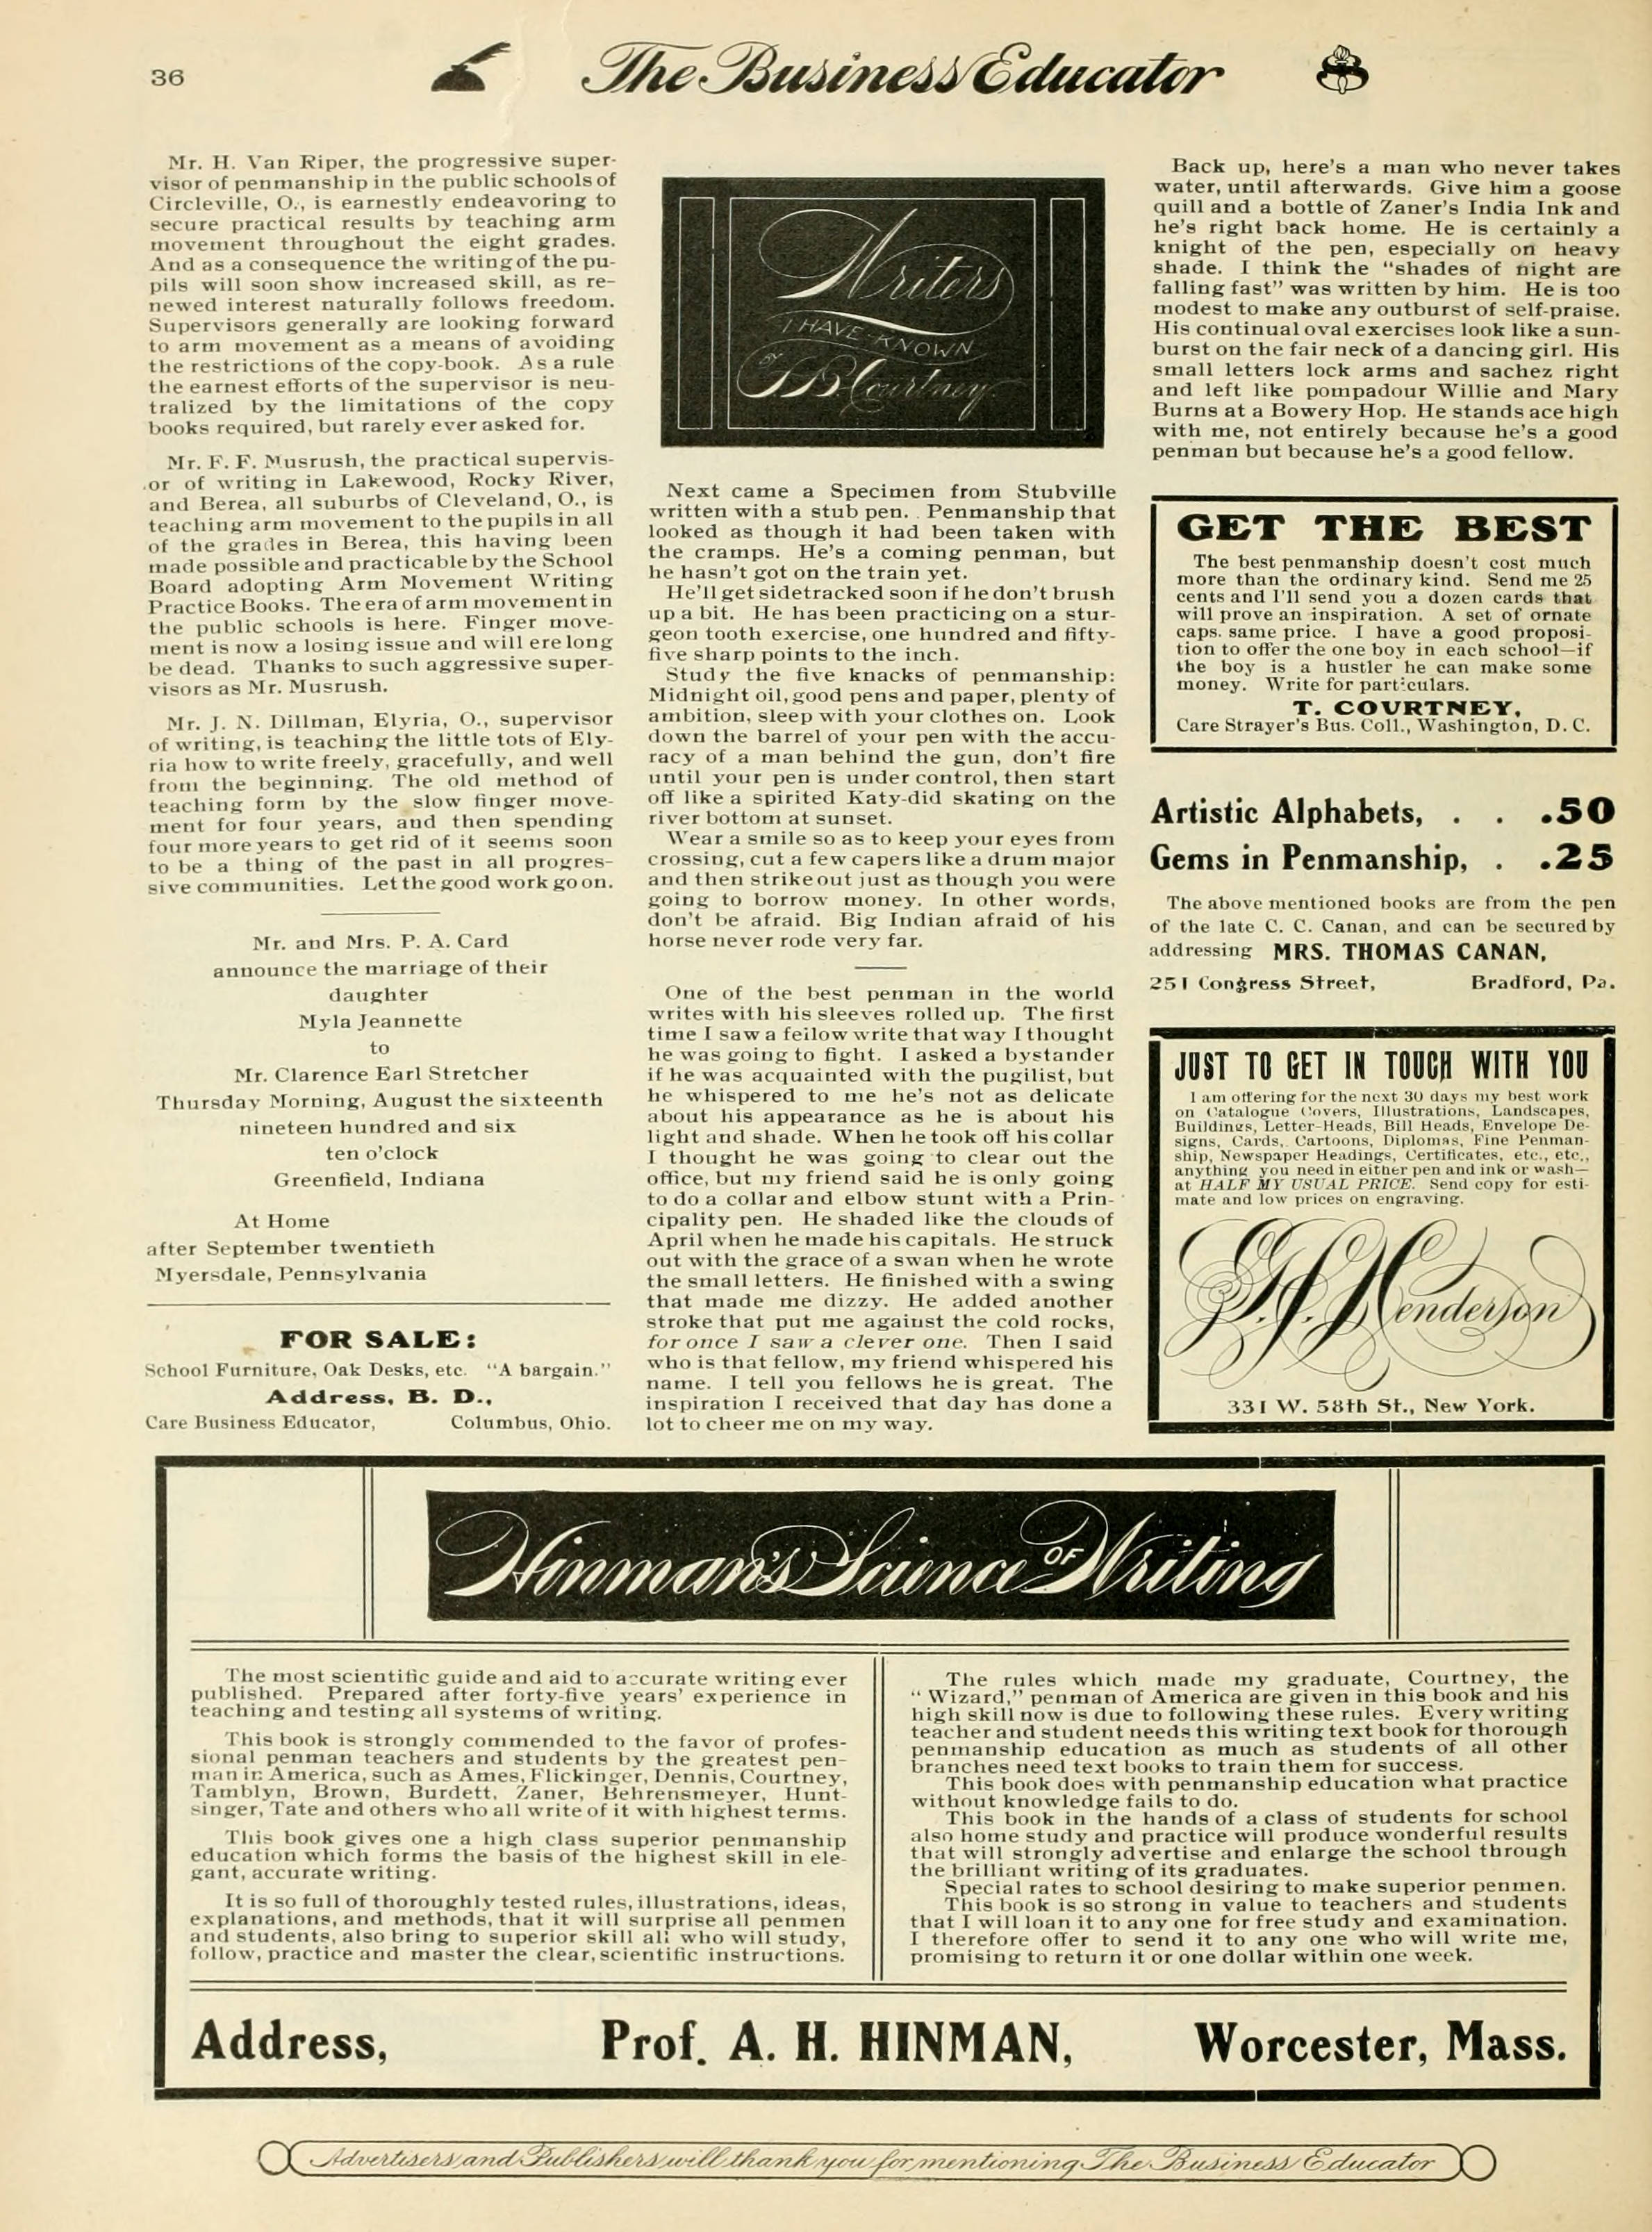 36
The Business Educator
Mr. H. Van Riper, the progressive super-
visor of penmanship in the public schools of
Circleville, O., is earnestly endeavoring to
secure practical results by teaching arm
movement throughout the eight grades.
And as a consequence the writing of the pu-
pils will soon show increased skill, as re-
newed interest naturally follows freedom.
Supervisors generally are looking forward
to arm movement as a means of avoiding
the restrictions of the copy-book. As a rule
the earnest efforts of the supervisor is neu-
tralized by the limitations of the copy
books required, but rarely ever asked for.
Mr. F. F. Musrush, the practical supervis-
or of writing in Lakewood, Rocky River,
and Berea, all suburbs of Cleveland, O., is
teaching arm movement to the pupils in all
of the grades in Berea, this having been
made possible and practicable by the School
Board adopting Arm Movement Writing
Practice Books. The era of arm movement in
the public schools is here. Finger move-
ment is now a losing issue and will ere long
be dead. Thanks to such aggressive super-
visors as Mr. Musrush.
Mr. J. N. Dillman, Elyria, O., supervisor
of writing, is teaching the little tots of Ely-
ria how to write freely, gracefully, and well
from the beginning. The old method of
teaching form by the slow finger move-
ment for four years, and then spending
four more years to get rid of it seems soon
to be a thing of the past in all progres-
sive communities. Let the good work go on.
Mr. and Mrs. P. A. Card
announce the marriage of their
daughter
Myla Jeannette
to
Mr. Clarence Earl Stretcher
Thursday Morning, August the sixteenth
nineteen hundred and six
ten o'clock
Greenfield, Indiana
At Home
after September twentieth
Myersdale, Pennsylvania
FOR SALE:
School Furniture, Oak Desks, etc. "A bargain."
Address, B. D.,
Care Business Educator, Columbus, Ohio.
Writers
I HAVE KNOWN
BY
Courtney
Next came a Specimen from Stubville
written with a stub pen. Penmanship that
looked as though it had been taken with
the cramps. He's a coming penman, but
he hasn't got on the train yet.
He'll get sidetracked soon if he don't brush
up a bit. He has been practicing on a stur-
geon tooth exercise, one hundred and fifty-
five sharp points to the inch.
Study the five knacks of penmanship:
Midnight oil, good pens and paper, plenty of
ambition, sleep with your clothes on. Look
down the barrel of your pen with the accu-
racy of a man behind the gun, don't fire
until your pen is under control, then start
off like a spirited Katy-did skating on the
river bottom at sunset.
Wear a smile so as to keep your eyes from
crossing, cut a few capers like a drum major
and then strike out just as though you were
going to borrow money. In other words,
don't be afraid. Big Indian afraid of his
horse never rode very far.
One of the best penman in the world
writes with his sleeves rolled up. The first
time I saw a fellow write that way I thought
he was going to fight. I asked a bystander
if he was acquainted with the pugilist, but
he whispered to me he's not as delicate
about his appearance as he is about his
light and shade. When he took off his collar
I thought he was going to clear out the
office, but my friend said he is only going
to do a collar and elbow stunt with a Prin-
cipality pen. He shaded like the clouds of
April when he made his capitals. He struck
out with the grace of a swan when he wrote
the small letters. He finished with a swing
that made me dizzy. He added another
stroke that put me against the cold rocks,
for once I saw a clever one. Then I said
who is that fellow, my friend whispered his
name. I tell you fellows he is great. The
inspiration I received that day has done a
lot to cheer me on my way.
Back up, here's a man who never takes
water, until afterwards. Give him a goose
quill and a bottle of Zaner's India Ink and
he's right back home. He is certainly a
knight of the pen, especially on heavy
shade. I think the "shades of night are
falling fast" was written by him. He is too
modest to make any outburst of self-praise.
His continual oval exercises look like a sun-
burst on the fair neck of a dancing girl. His
small letters lock arms and sachez right
and left like pompadour Willie and Mary
Burns at a Bowery Hop. He stands ace high
with me, not entirely because he's a good
penman but because he's a good fellow.
GET THE BEST
The best penmanship doesn't cost much
more than the ordinary kind. Send me 25
cents and I'll send you a dozen cards that
will prove an inspiration. A set of ornate
caps. same price. I have a good proposi-
tion to offer the one boy in each school—if
the boy is a hustler he can make some
money. Write for particulars.
T. COURTNEY,
Care Strayer's Bus. Coll., Washington, D. C.
Artistic Alphabets, . . .50
Gems in Penmanship, . .25
The above mentioned books are from the pen
of the late C. C. Canan, and can be secured by
addressing MRS. THOMAS CANAN,
251 Congress Street, Bradford, Pa.
JUST TO GET IN TOUCH WITH YOU
I am offering for the next 30 days my best work
on Catalogue Covers, Illustrations, Landscapes,
Buildings, Letter-Heads, Bill Heads, Envelope De-
signs, Cards, Cartoons, Diplomas, Fine Penman-
ship, Newspaper Headings, Certificates, etc., etc.,
anything you need in either pen and ink or wash—
at HALF MY USUAL PRICE. Send copy for esti-
mate and low prices on engraving.
Henderson
331 W. 58th St., New York.
Hinman's Science OF Writing
The most scientific guide and aid to accurate writing ever
published. Prepared after forty-five years' experience in
teaching and testing all systems of writing.
This book is strongly commended to the favor of profes-
sional penman teachers and students by the greatest pen-
man in America, such as Ames, Flickinger, Dennis, Courtney,
Tamblyn, Brown, Burdett, Zaner, Behrensmeyer, Hunt-
singer, Tate and others who all write of it with highest terms.
This book gives one a high class superior penmanship
education which forms the basis of the highest skill in ele-
gant, accurate writing.
It is so full of thoroughly tested rules, illustrations, ideas,
explanations, and methods, that it will surprise all penmen
and students, also bring to superior skill all who will study,
follow, practice and master the clear, scientific instructions.
The rules which made my graduate, Courtney, the
"Wizard," penman of America are given in this book and his
high skill now is due to following these rules. Every writing
teacher and student needs this writing text book for thorough
penmanship education as much as students of all other
branches need text books to train them for success.
This book does with penmanship education what practice
without knowledge fails to do.
This book in the hands of a class of students for school
also home study and practice will produce wonderful results
that will strongly advertise and enlarge the school through
the brilliant writing of its graduates.
Special rates to school desiring to make superior penmen.
This book is so strong in value to teachers and students
that I will loan it to any one for free study and examination.
I therefore offer to send it to any one who will write me,
promising to return it or one dollar within one week.
Address, Prof. A. H. HINMAN, Worcester, Mass.
Advertisers and Publishers will thank you for mentioning The Business Educator